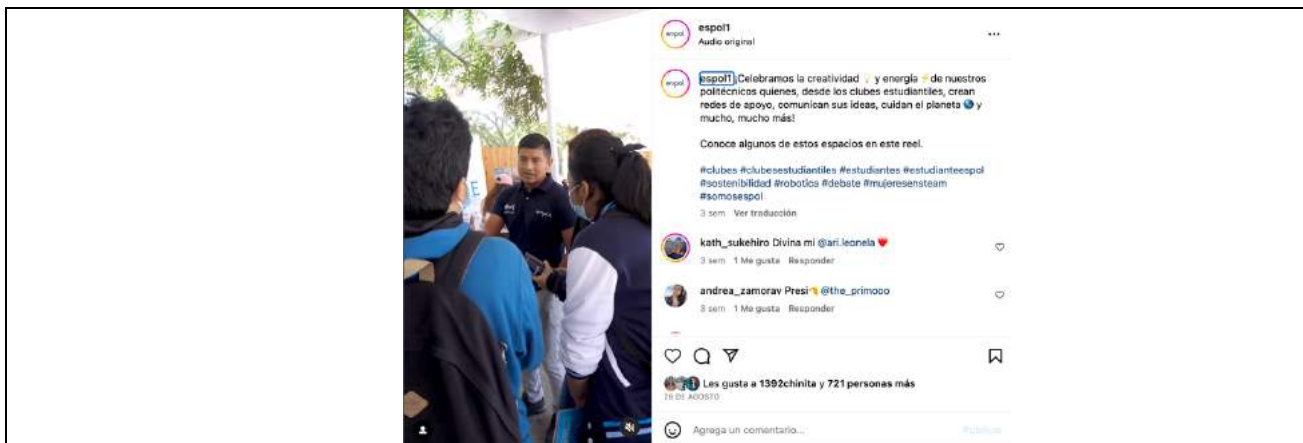 espol1
Audio original
espol1 ¡Celebramos la creatividad 💡 y energía ⚡ de nuestros
politécnicos quienes, desde los clubes estudiantiles, crean
redes de apoyo, comunican sus ideas, cuidan el planeta 🌎 y
mucho, mucho más!
Conoce algunos de estos espacios en este reel.
#clubes #clubesestudiantiles #estudiantes #estudianteespol
#sostenibilidad #robotica #debate #mujeresensteam
#somosespol
3 sem Ver traducción
kath_sukehiro Divina mi @ari.leonela ❤️
3 sem 1 Me gusta Responder
andrea_zamorav Presi @the_primooo
3 sem 1 Me gusta Responder
Les gusta a 1392chinita y 721 personas más
28 DE AGOSTO
Agrega un comentario...
Publicar